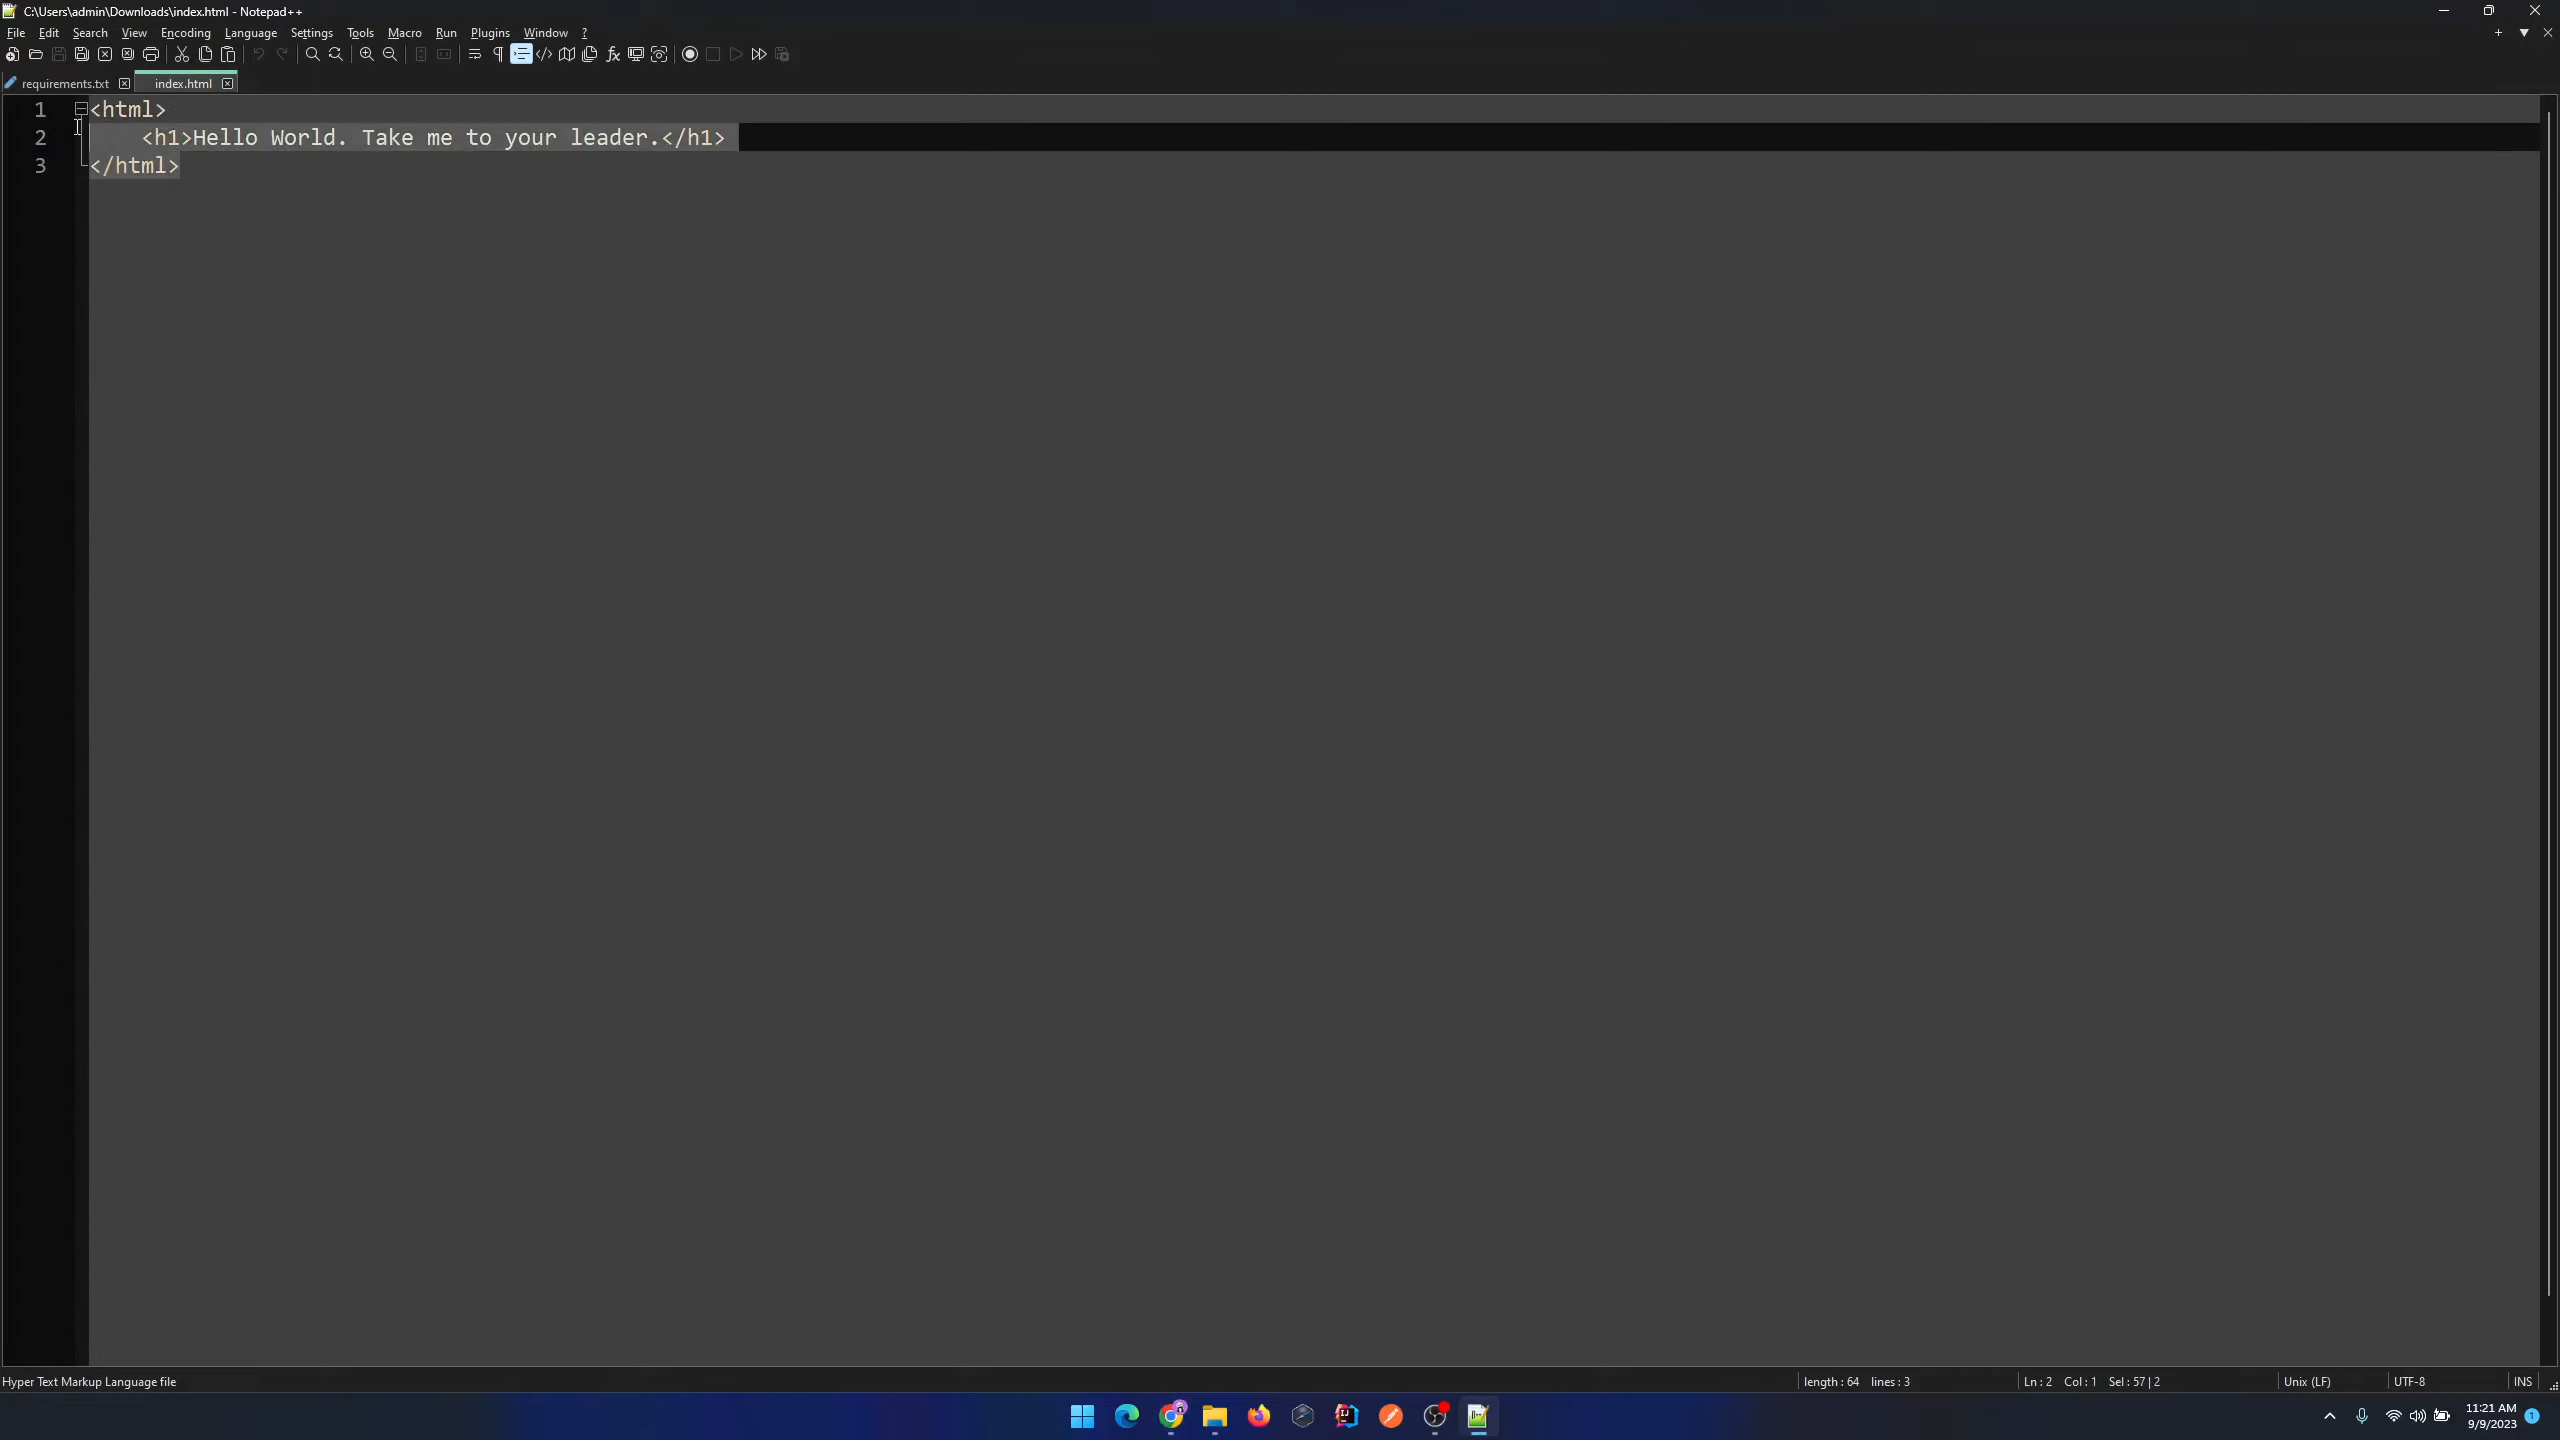 C:\Users\admin\Downloads\index.html - Notepad++
File Edit Search View Encoding Language Settings Tools Macro Run Plugins Window ?
requirements.txt index.html
1 <html>
2 <h1>Hello World. Take me to your leader.</h1>
3 </html>
Hyper Text Markup Language file length : 64 lines : 3 Ln : 2 Col : 1 Sel : 57 | 2 Unix (LF) UTF-8 INS
11:21 AM
9/9/2023 1